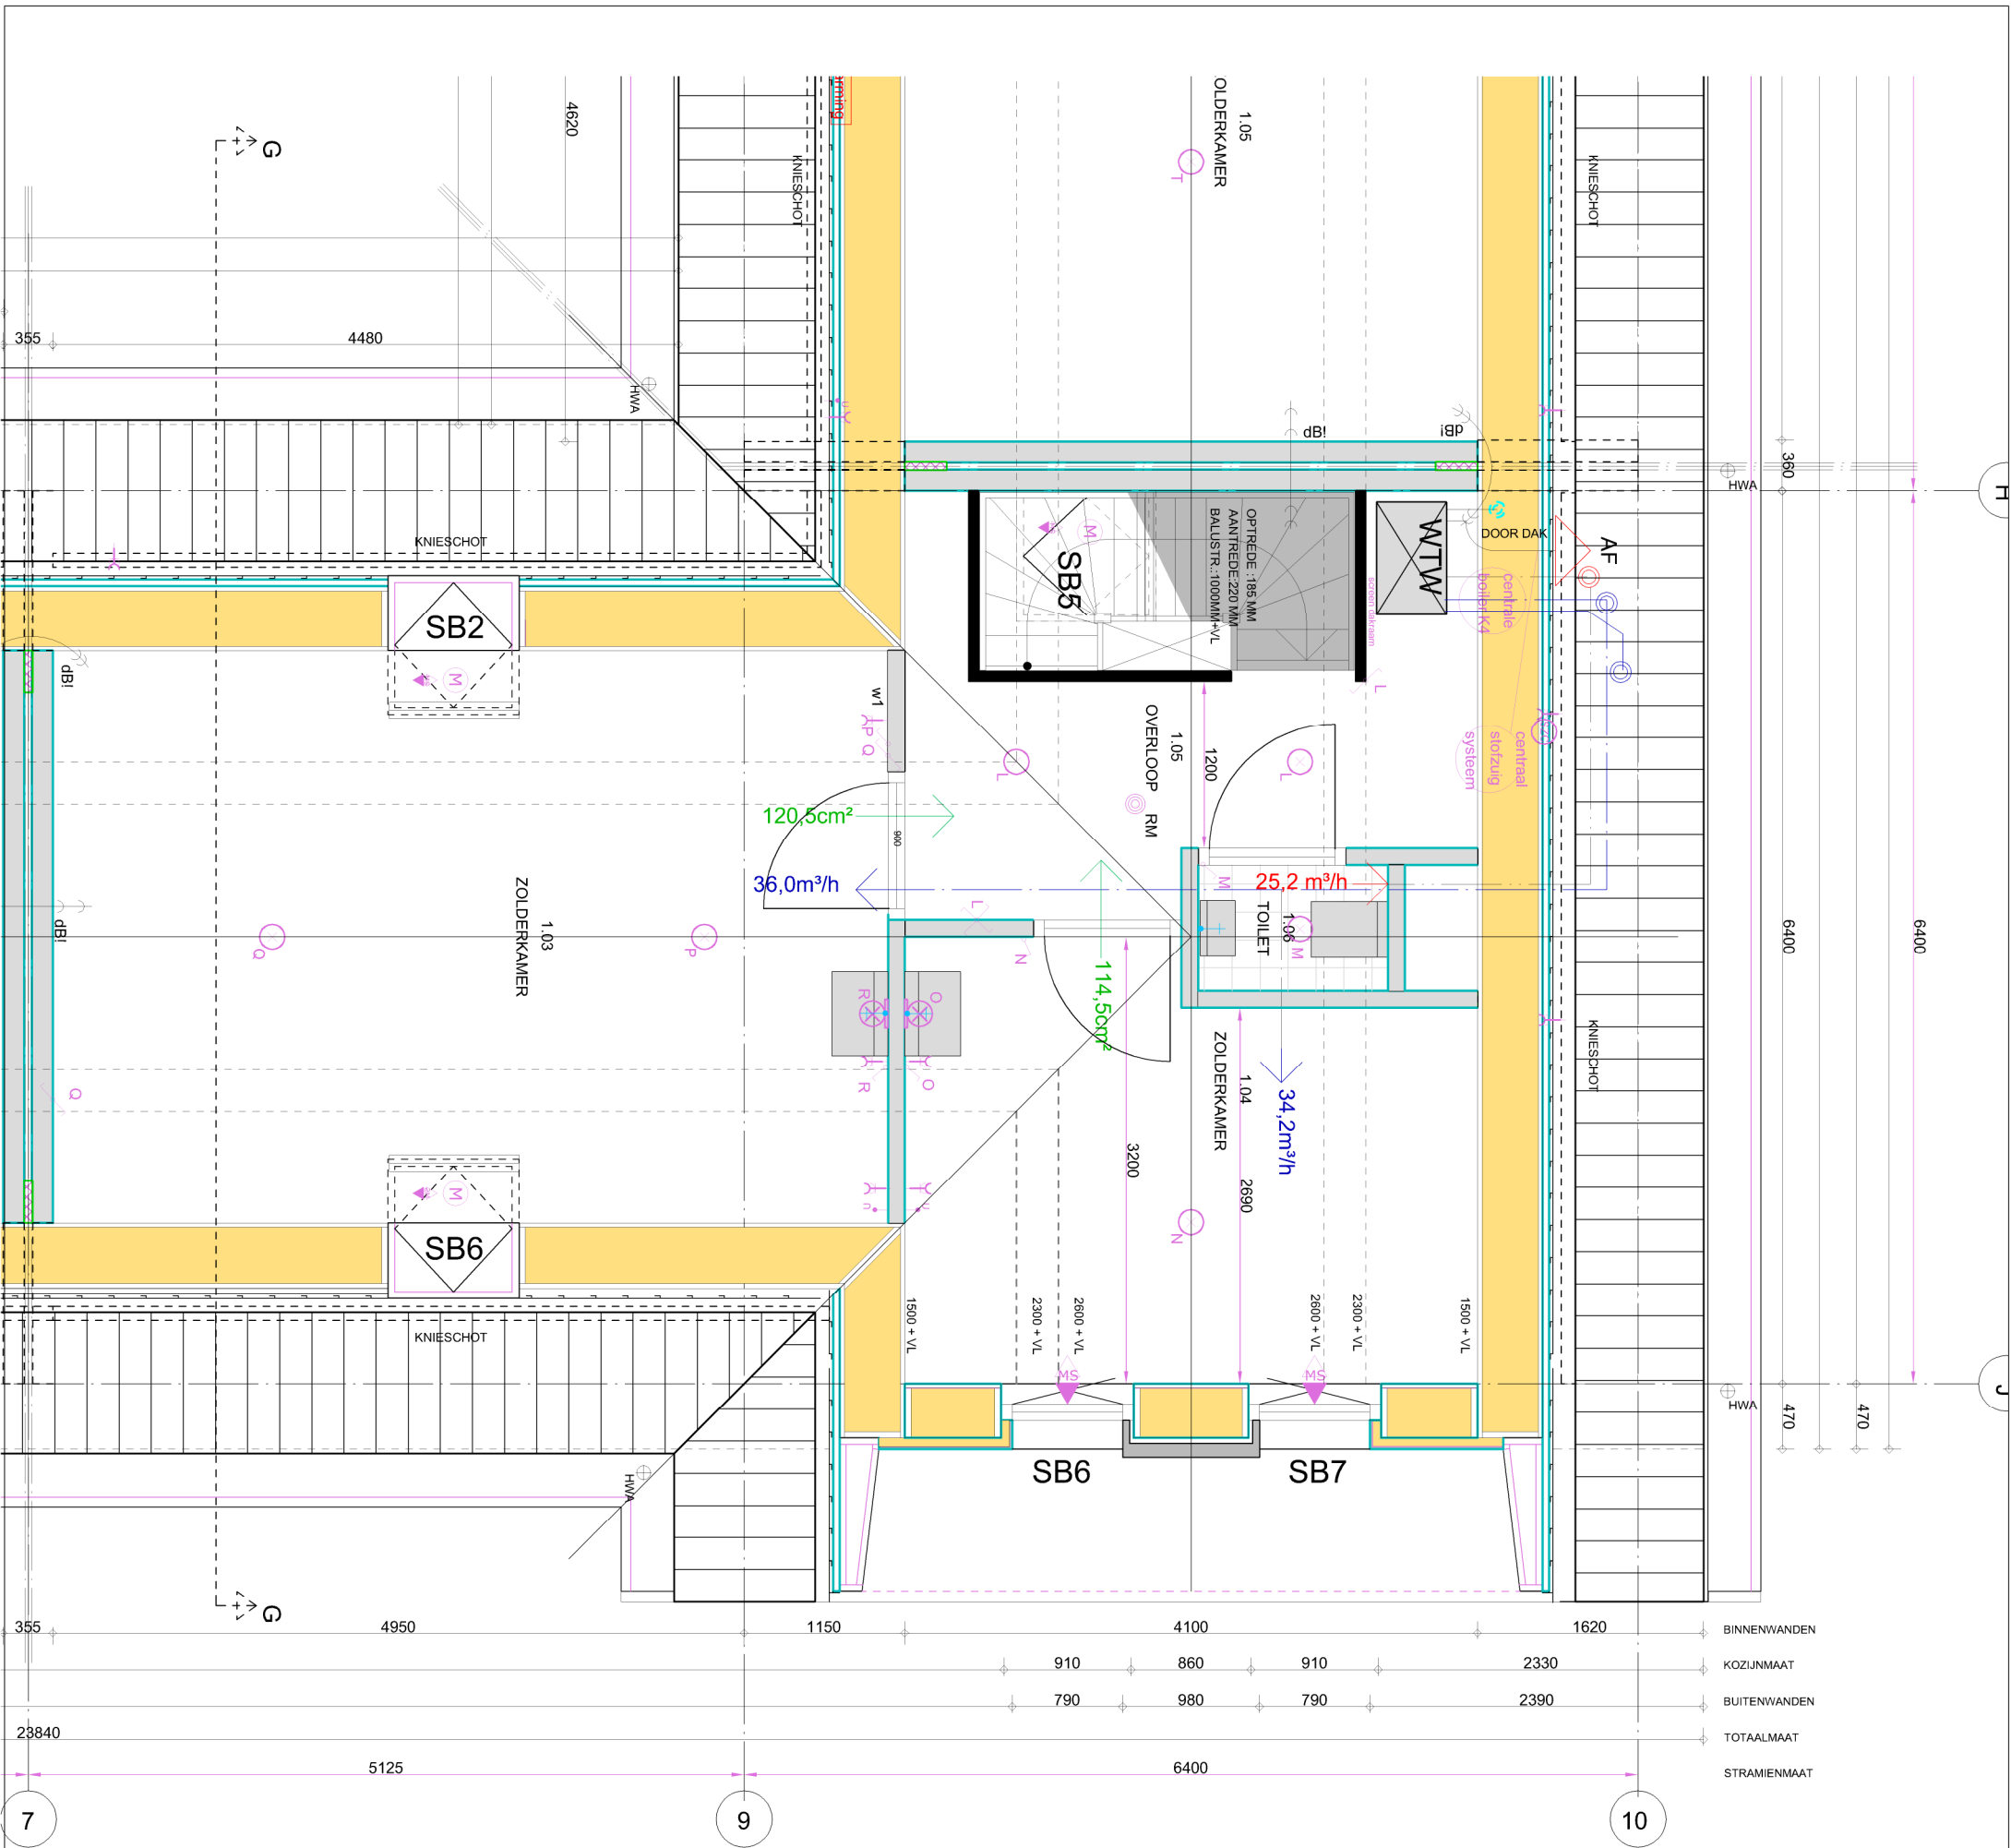 1.05
OLDERKAMER
T
KNIESCHOT
KNIESCHOT
4620
G
355
4480
HWA
dB!
dB!
360
HWA
H
KNIESCHOT
SB2
M
dB!
w1
P Q
OPTREDE :185 MM
AANTREDE:220 MM
BALUSTR.:1000MM+VL
SB5
M
WTW
DOOR DAK
AF
screen dakraam
centrale
boiler K4
centraal
stofzuig
systeem
L
1.05
OVERLOOP
RM
1200
L
L
120,5cm²
900
36,0m³/h
25,2 m³/h
M
1.06
TOILET
M
1.03
ZOLDERKAMER
Q
P
dB!
L
N
114,5cm²
R
O
R
O
Q
1.04
ZOLDERKAMER
34,2m³/h
3200
2690
N
6400
6400
KNIESCHOT
M
SB6
KNIESCHOT
1500 + VL
2300 + VL
2600 + VL
2600 + VL
2300 + VL
1500 + VL
MS
MS
SB6
SB7
HWA
HWA
470
470
J
G
355
4950
1150
4100
1620
BINNENWANDEN
910
860
910
2330
KOZIJNMAAT
790
980
790
2390
BUITENWANDEN
23840
TOTAALMAAT
5125
6400
STRAMIENMAAT
7
9
10